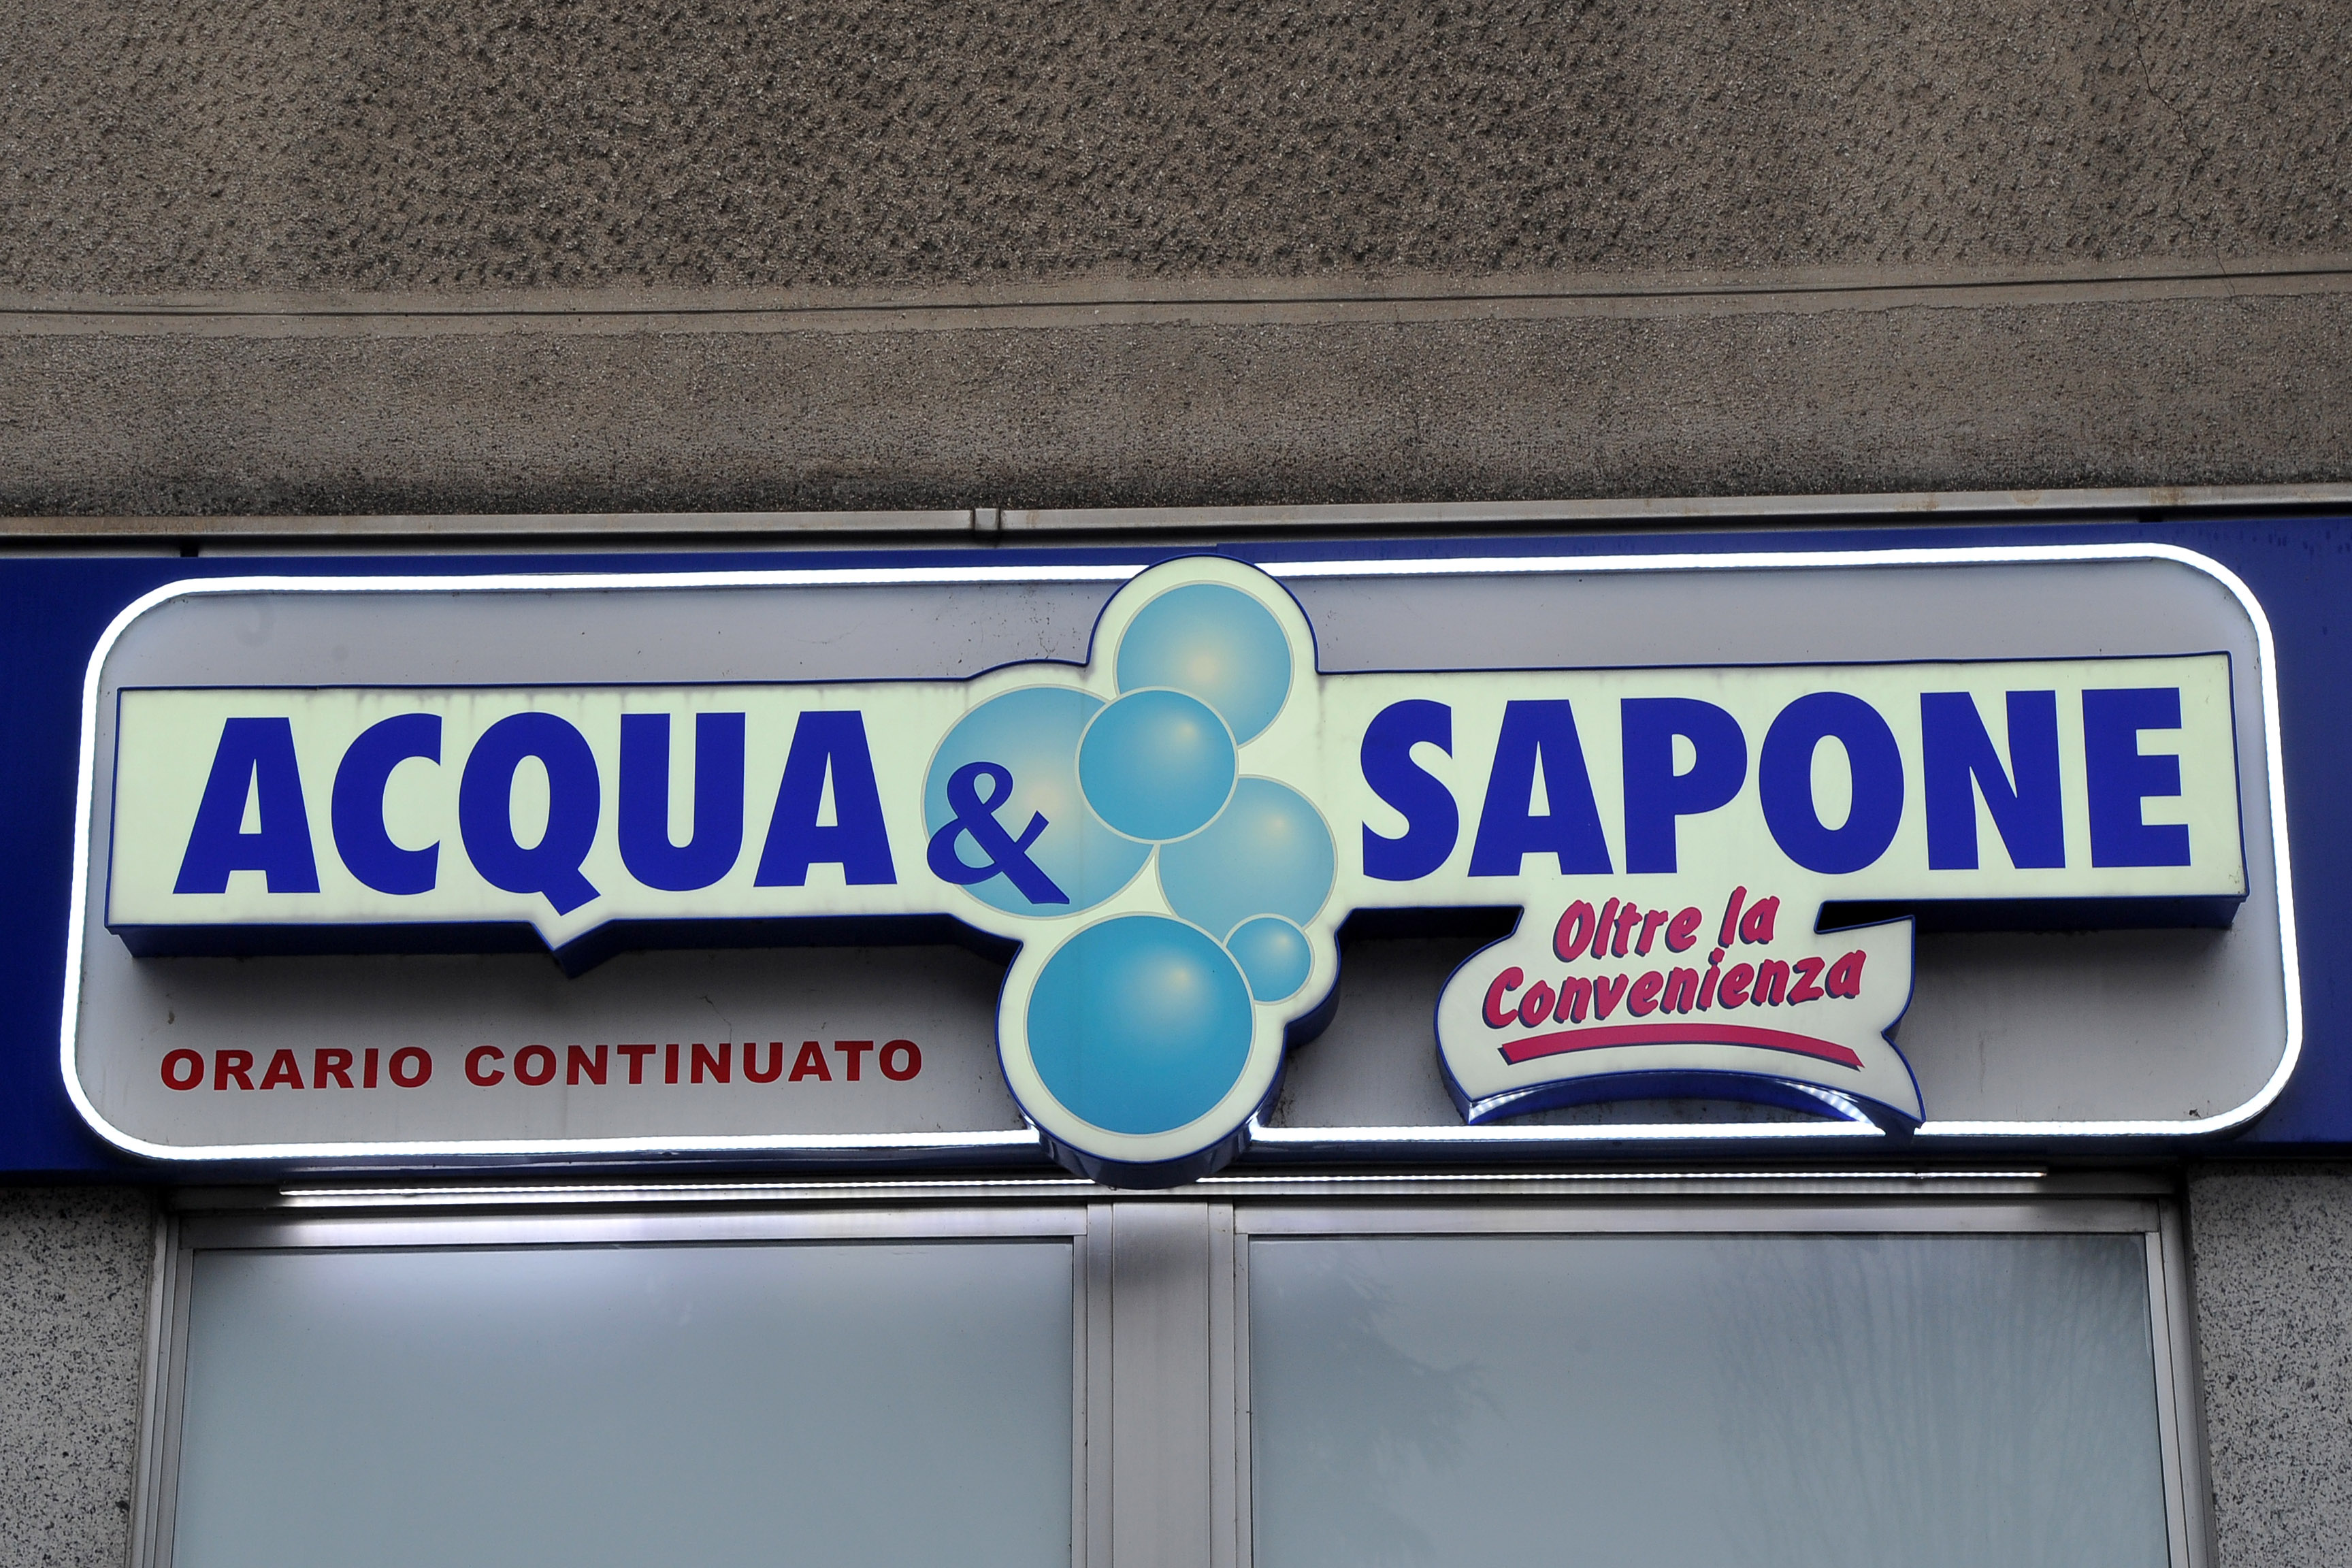 ACQUA & SAPONE
Oltre la
Convenienza
ORARIO CONTINUATO